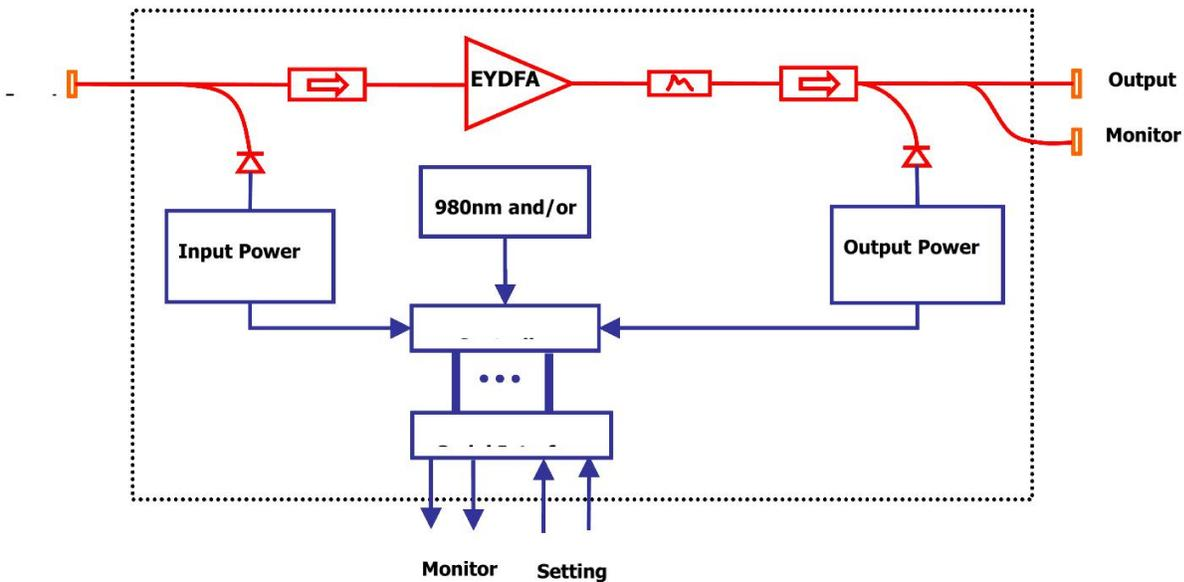 EYDFA
Output
Monitor
980nm and/or
Input Power
Output Power
Monitor
Setting